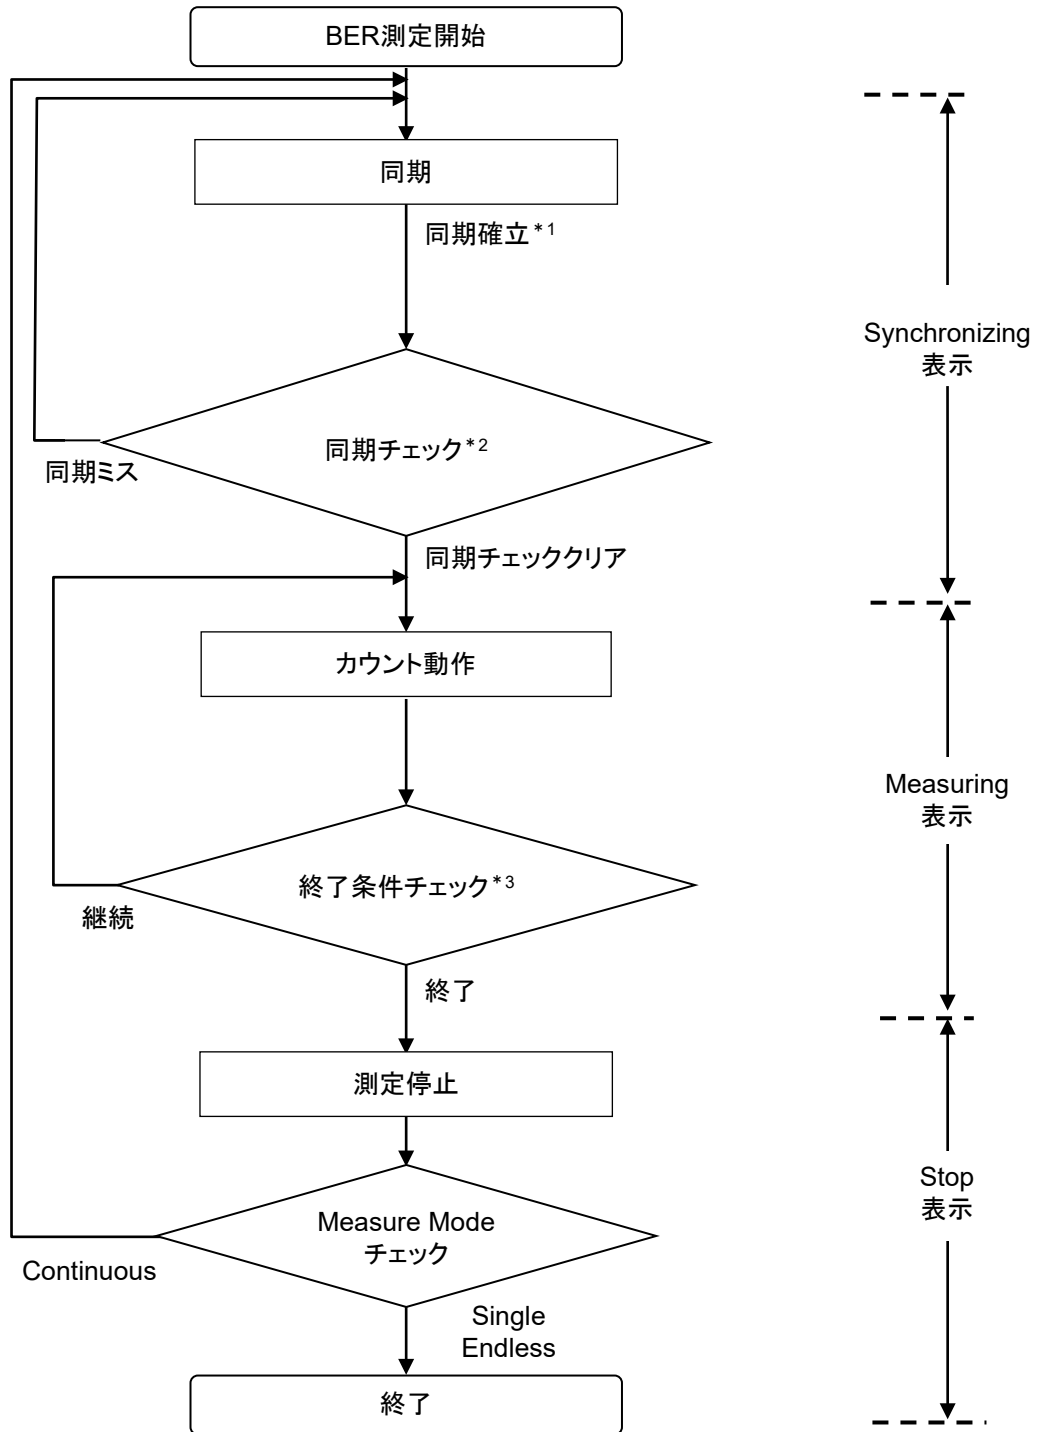 BER測定開始
同期
同期確立*1
Synchronizing
表示
同期チェック*2
同期ミス
同期チェッククリア
カウント動作
Measuring
表示
終了条件チェック*3
継続
終了
測定停止
Stop
表示
Measure Mode
チェック
Continuous
Single
Endless
終了